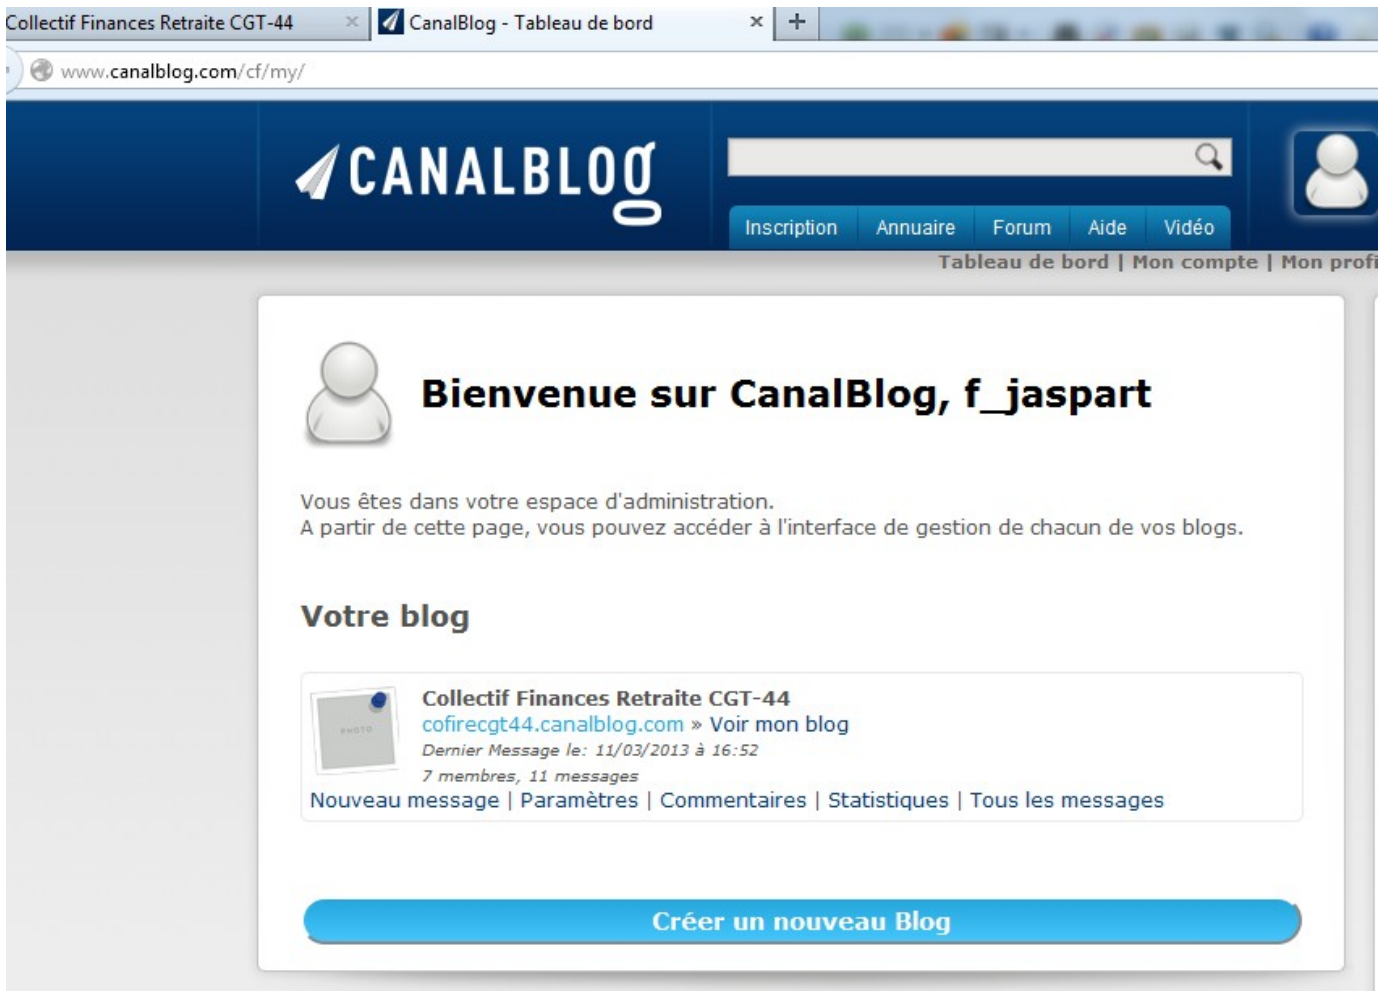 Collectif Finances Retraite CGT-44
CanalBlog - Tableau de bord
www.canalblog.com/cf/my/
CANALBLOG
Inscription Annuaire Forum Aide Vidéo
Tableau de bord | Mon compte | Mon profi
Bienvenue sur CanalBlog, f_jaspart
Vous êtes dans votre espace d'administration.
A partir de cette page, vous pouvez accéder à l'interface de gestion de chacun de vos blogs.
Votre blog
PHOTO
Collectif Finances Retraite CGT-44
cofirecgt44.canalblog.com » Voir mon blog
Dernier Message le: 11/03/2013 à 16:52
7 membres, 11 messages
Nouveau message | Paramètres | Commentaires | Statistiques | Tous les messages
Créer un nouveau Blog